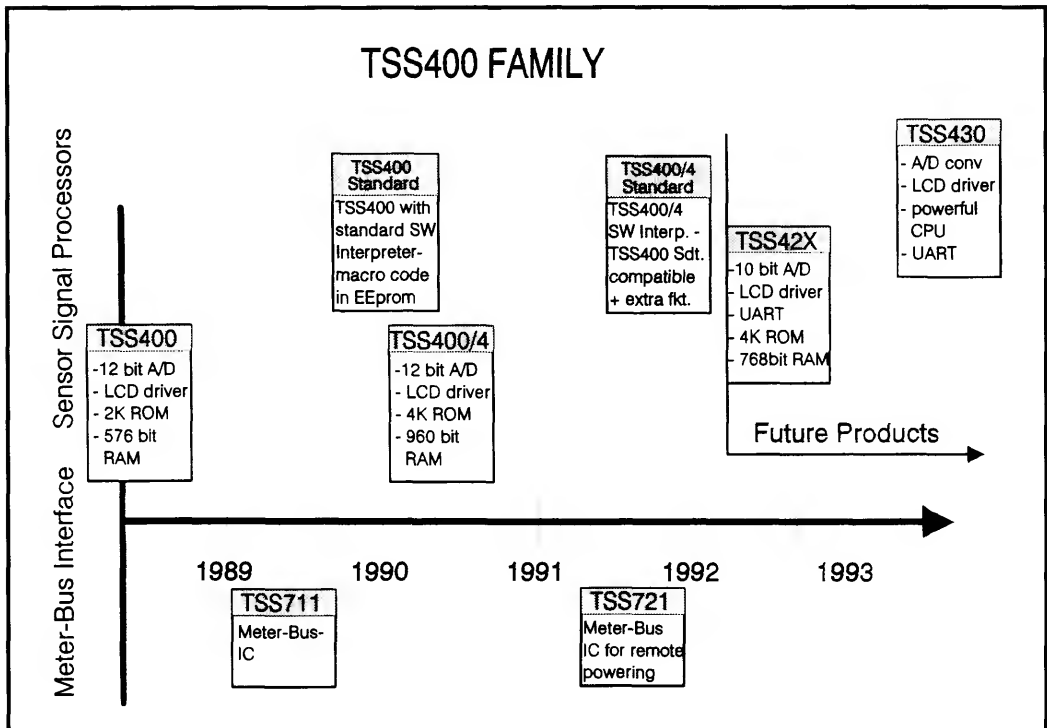 TSS400 FAMILY
Sensor Signal Processors
Meter-Bus Interface
TSS400
-12 bit A/D
- LCD driver
- 2K ROM
- 576 bit
RAM
TSS400
Standard
TSS400 with
standard SW
Interpreter-
macro code
in EEprom
TSS400/4
-12 bit A/D
- LCD driver
- 4K ROM
- 960 bit
RAM
TSS400/4
Standard
TSS400/4
SW Interp. -
TSS400 Sdt.
compatible
+ extra fkt.
TSS42X
-10 bit A/D
- LCD driver
- UART
- 4K ROM
- 768bit RAM
TSS430
- A/D conv
- LCD driver
- powerful
CPU
- UART
Future Products
1989 1990 1991 1992 1993
TSS711
Meter-Bus-
IC
TSS721
Meter-Bus
IC for remote
powering